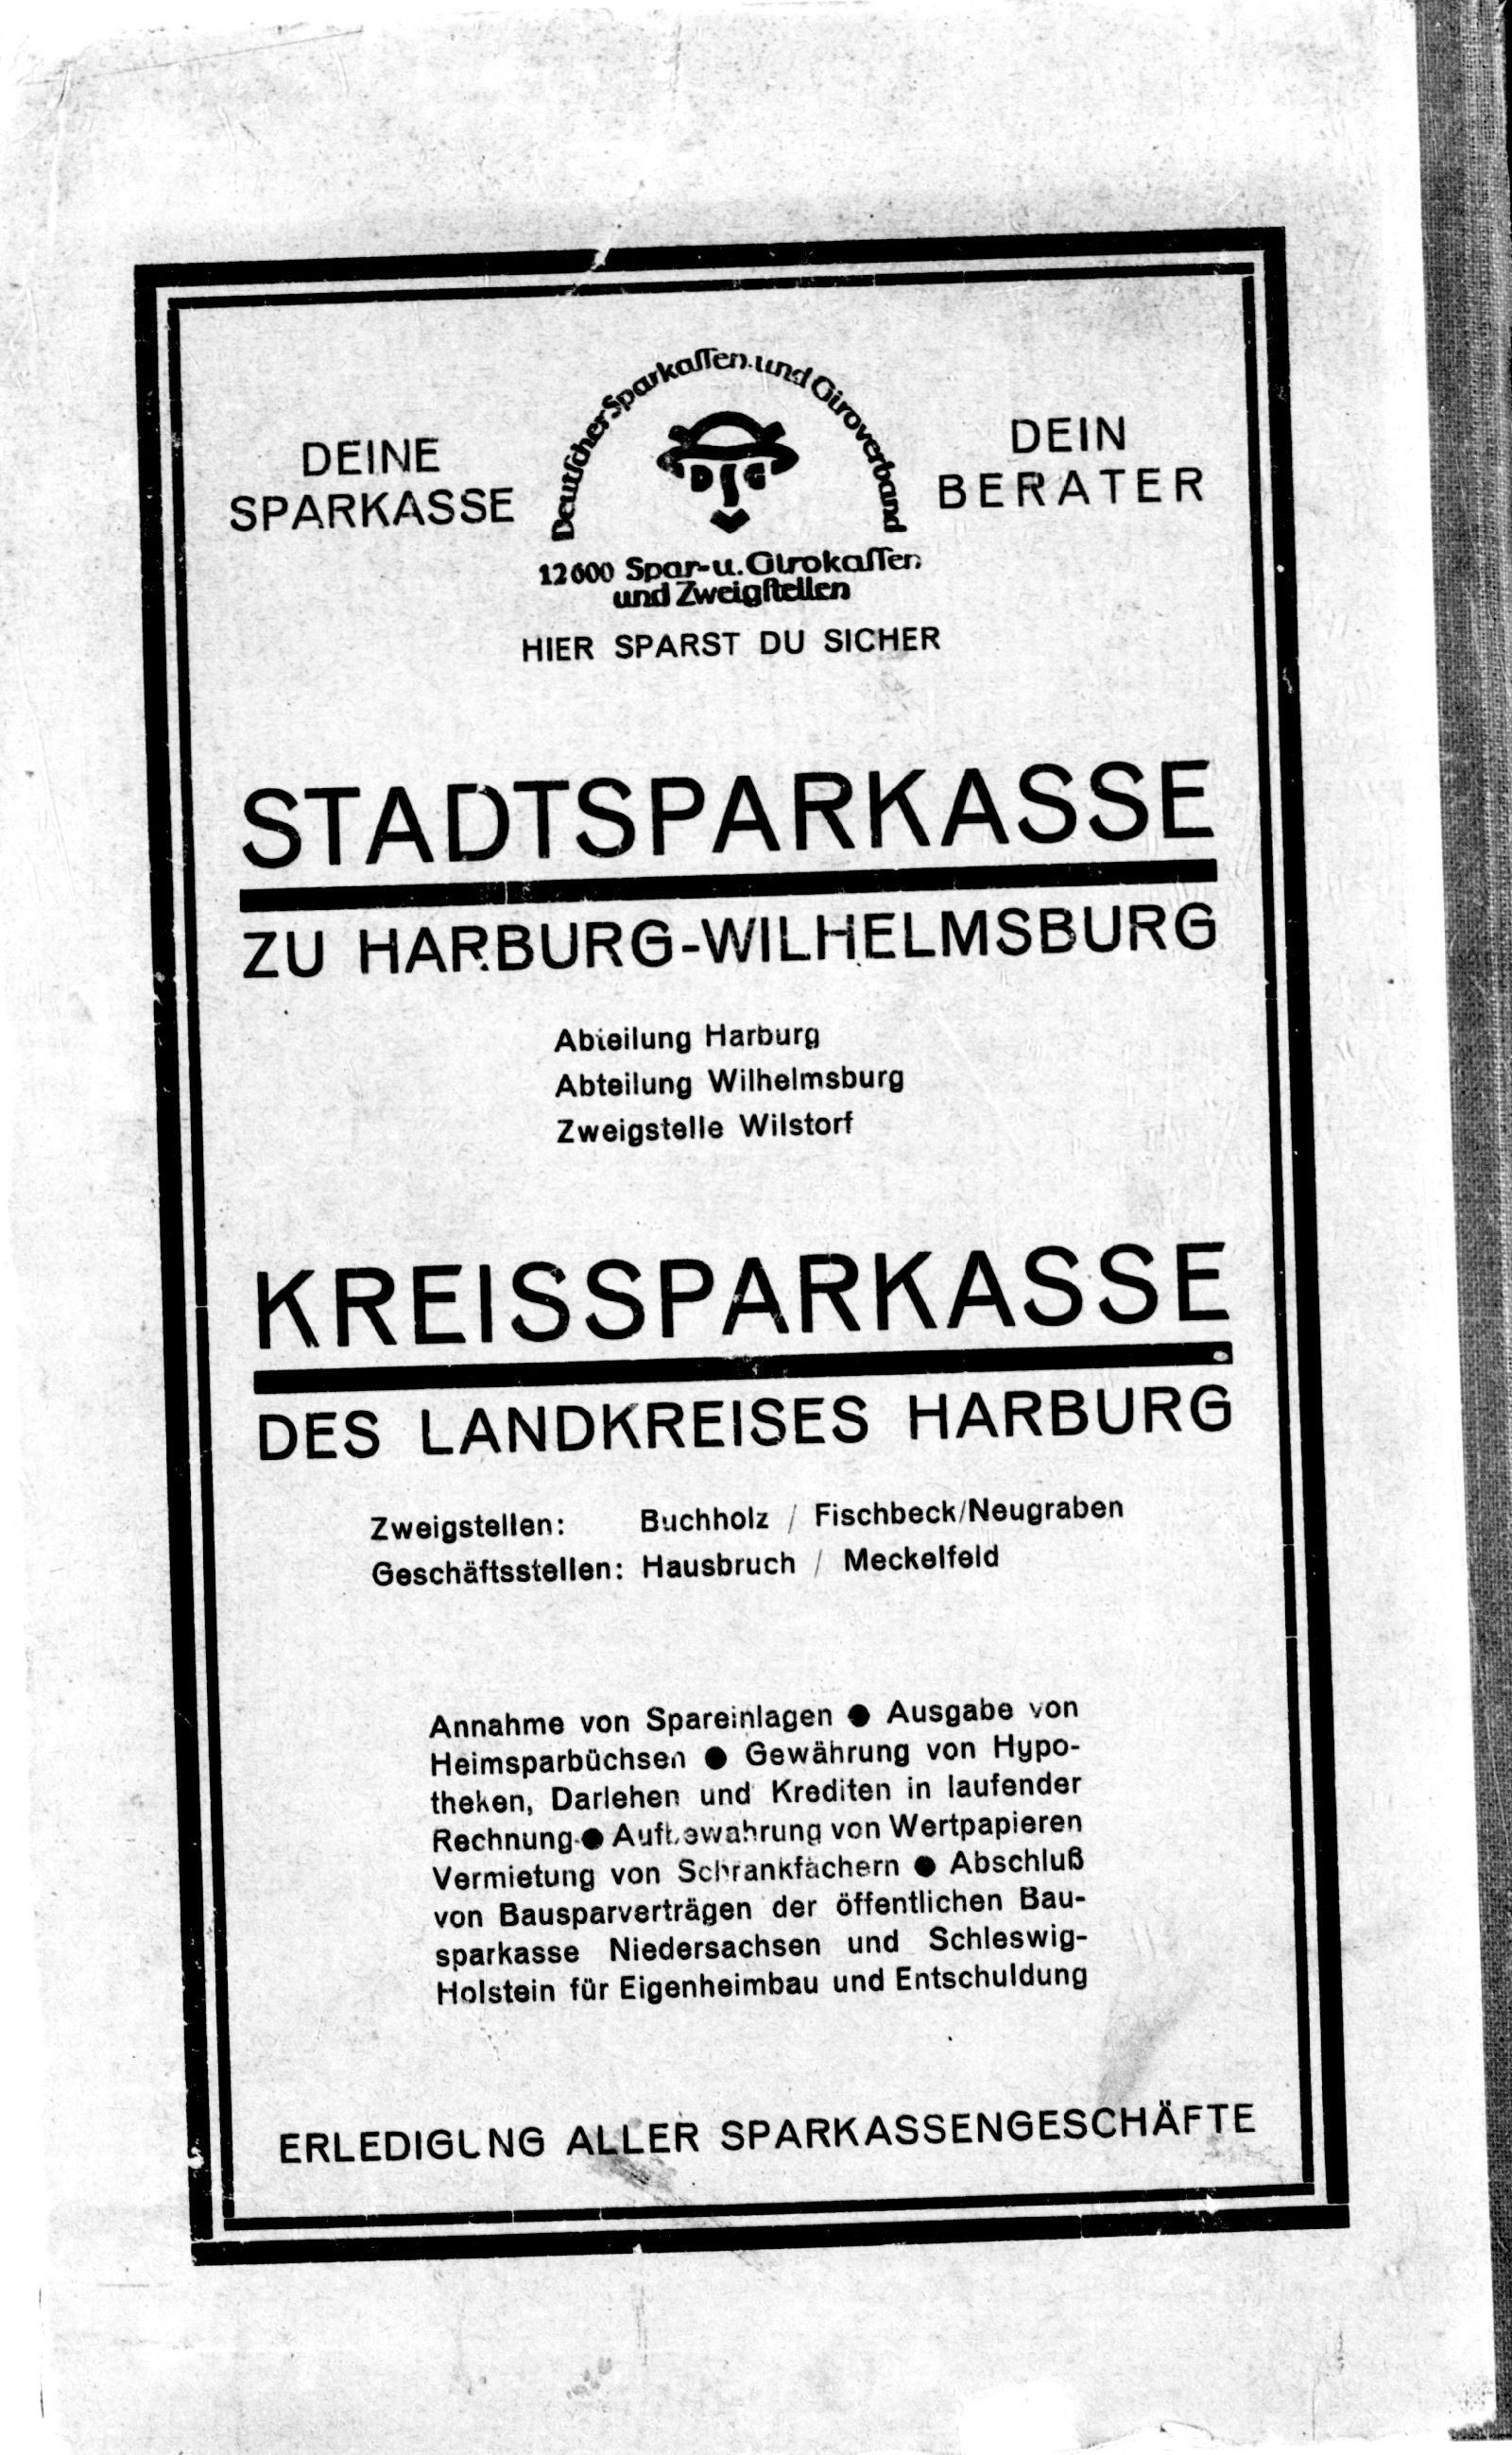 DEINE
SPARKASSE
Deutscher Sparkassen- und Giroverband
DSG
12600 Spar- u. Girokassen
und Zweigstellen
DEIN
BERATER
HIER SPARST DU SICHER
STADTSPARKASSE
ZU HARBURG-WILHELMSBURG
Abteilung Harburg
Abteilung Wilhelmsburg
Zweigstelle Wilstorf
KREISSPARKASSE
DES LANDKREISES HARBURG
Zweigstellen: Buchholz / Fischbeck/Neugraben
Geschäftsstellen: Hausbruch / Meckelfeld
Annahme von Spareinlagen ● Ausgabe von
Heimsparbüchsen ● Gewährung von Hypo-
theken, Darlehen und Krediten in laufender
Rechnung ● Aufbewahrung von Wertpapieren
Vermietung von Schrankfächern ● Abschluß
von Bausparverträgen der öffentlichen Bau-
sparkasse Niedersachsen und Schleswig-
Holstein für Eigenheimbau und Entschuldung
ERLEDIGUNG ALLER SPARKASSENGESCHÄFTE